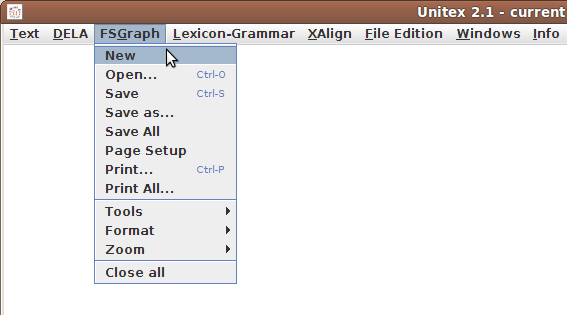 Unitex 2.1 - current
Text DELA FSGraph Lexicon-Grammar XAlign File Edition Windows Info
New
Open... Ctrl-O
Save Ctrl-S
Save as...
Save All
Page Setup
Print... Ctrl-P
Print All...
Tools
Format
Zoom
Close all